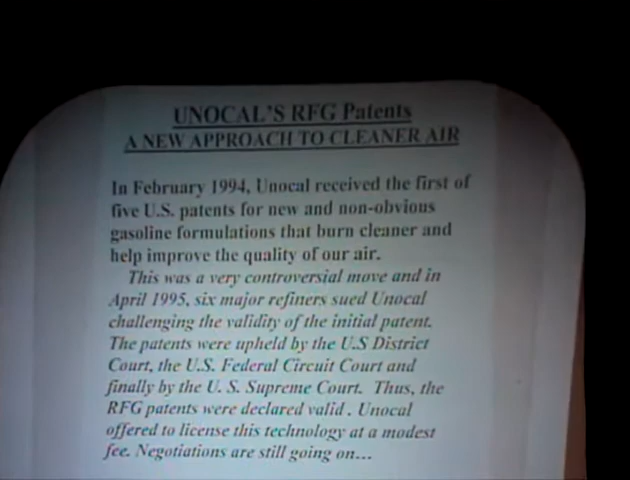 UNOCAL'S RFG Patents
A NEW APPROACH TO CLEANER AIR
In February 1994, Unocal received the first of
five U.S. patents for new and non-obvious
gasoline formulations that burn cleaner and
help improve the quality of our air.
This was a very controversial move and in
April 1995, six major refiners sued Unocal
challenging the validity of the initial patent.
The patents were upheld by the U.S District
Court, the U.S. Federal Circuit Court and
finally by the U. S. Supreme Court. Thus, the
RFG patents were declared valid . Unocal
offered to license this technology at a modest
fee. Negotiations are still going on...